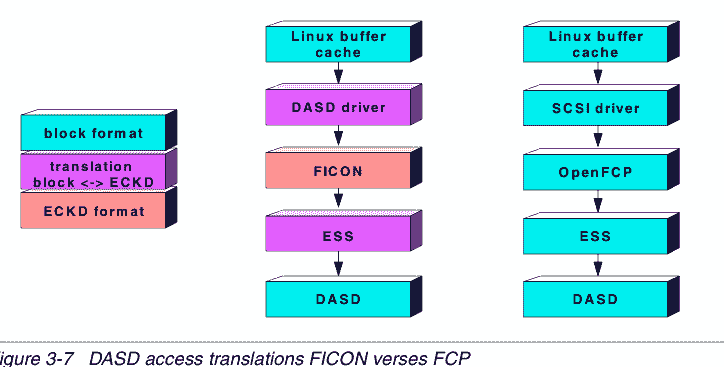 block format
translation
block <-> ECKD
ECKD format
Linux buffer
cache
DASD driver
FICON
ESS
DASD
Linux buffer
cache
SCSI driver
OpenFCP
ESS
DASD
igure 3-7 DASD access translations FICON verses FCP